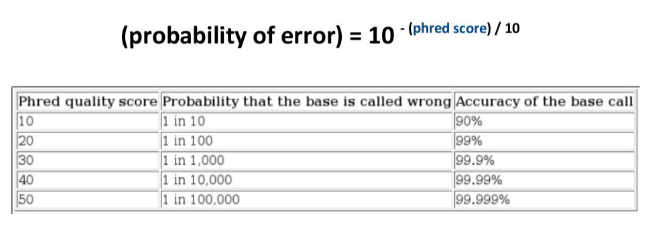 (probability of error) = 10 - (phred score) / 10
Phred quality score Probability that the base is called wrong Accuracy of the base call
10 1 in 10 90%
20 1 in 100 99%
30 1 in 1,000 99.9%
40 1 in 10,000 99.99%
50 1 in 100,000 99.999%